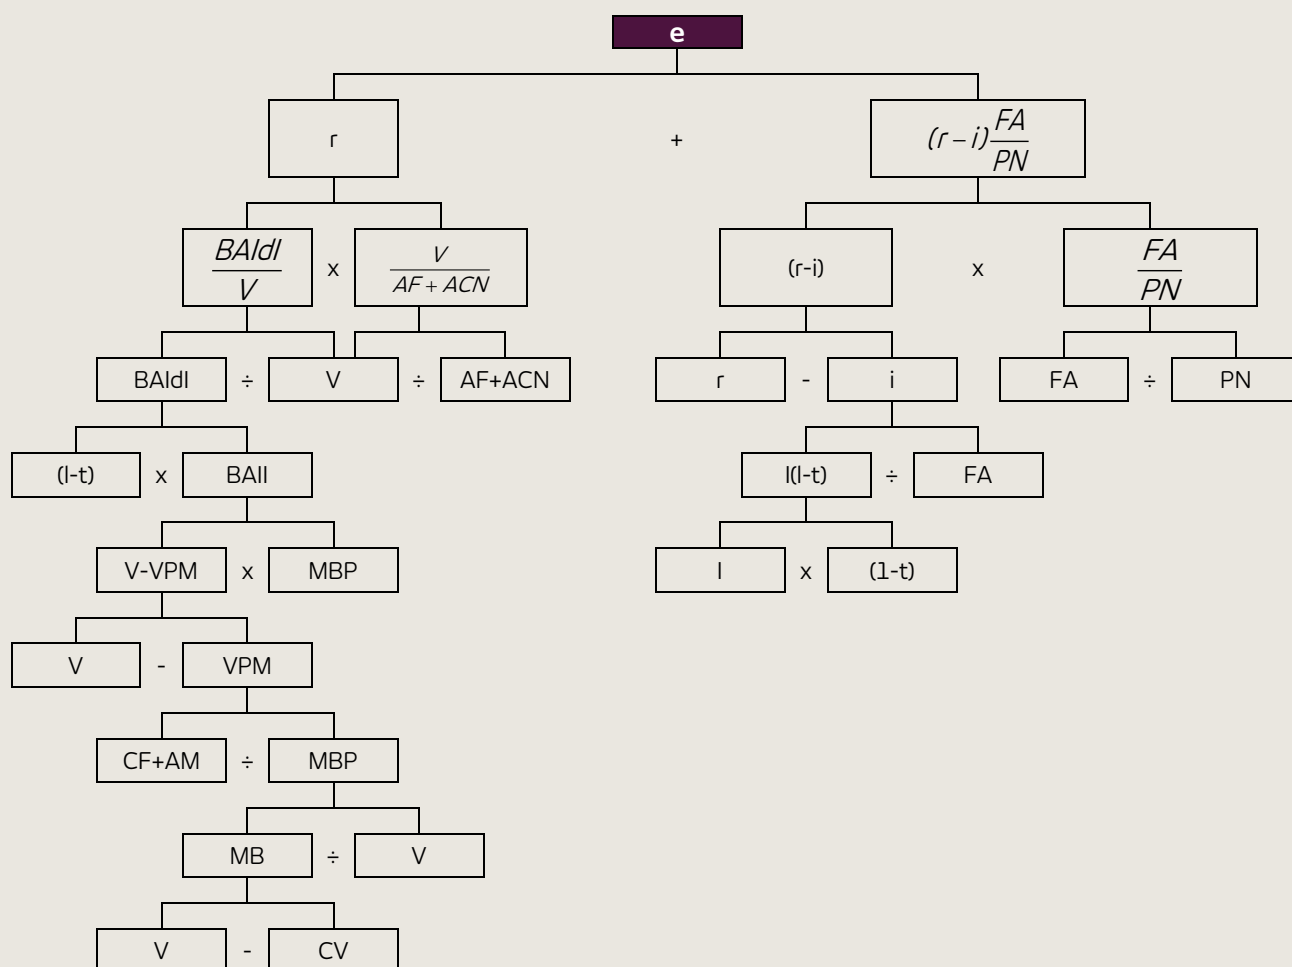 e
r + (r – i) FA/PN
BAIdI/V x V/(AF + ACN) (r-i) x FA/PN
BAIdI ÷ V ÷ AF+ACN r - i FA ÷ PN
(l-t) x BAII I(l-t) ÷ FA
V-VPM x MBP I x (1-t)
V - VPM
CF+AM ÷ MBP
MB ÷ V
V - CV